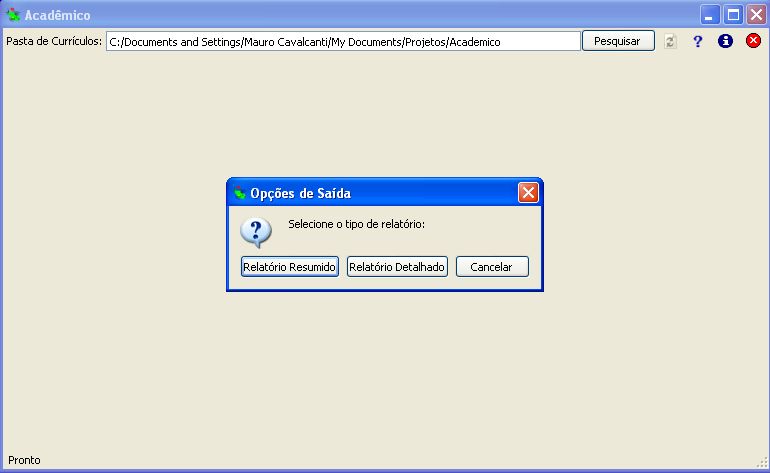 Acadêmico
Pasta de Currículos: C:/Documents and Settings/Mauro Cavalcanti/My Documents/Projetos/Academico Pesquisar
Opções de Saída
Selecione o tipo de relatório:
Relatório Resumido Relatório Detalhado Cancelar
Pronto